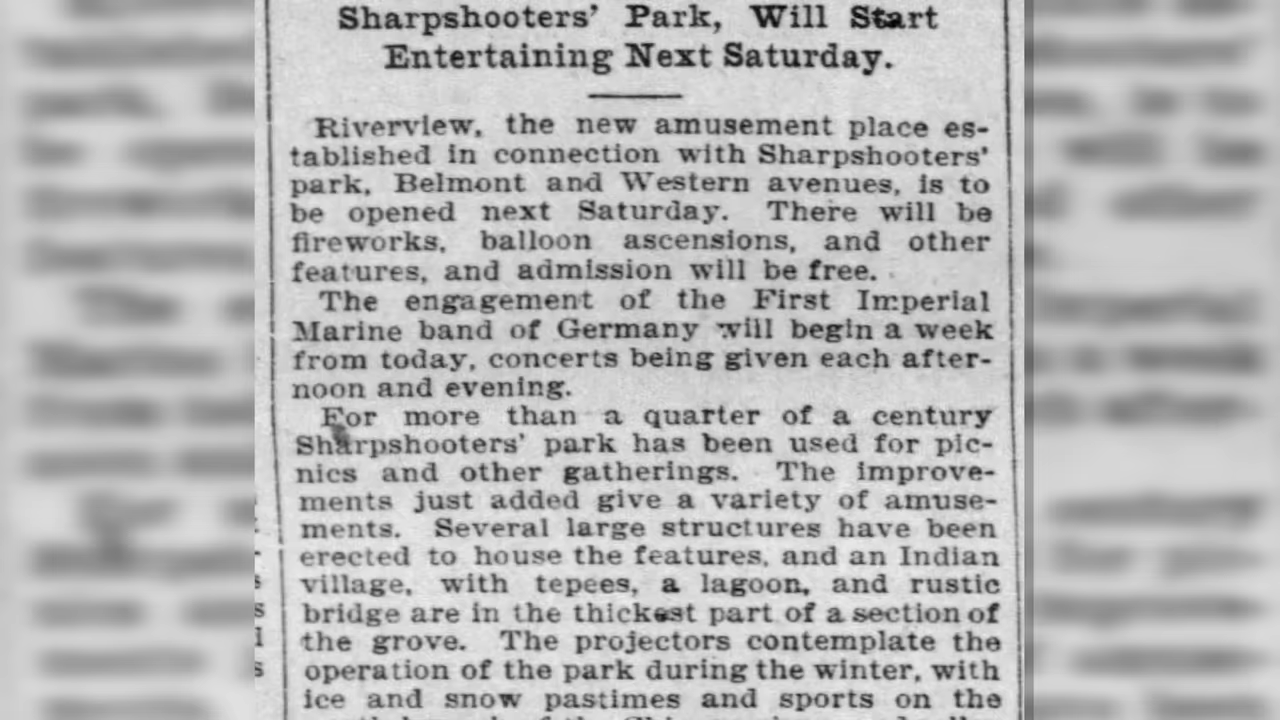 Sharpshooters' Park, Will Start
Entertaining Next Saturday.
Riverview, the new amusement place es-
tablished in connection with Sharpshooters'
park, Belmont and Western avenues, is to
be opened next Saturday. There will be
fireworks, balloon ascensions, and other
features, and admission will be free.
The engagement of the First Imperial
Marine band of Germany will begin a week
from today, concerts being given each after-
noon and evening.
For more than a quarter of a century
Sharpshooters' park has been used for pic-
nics and other gatherings. The improve-
ments just added give a variety of amuse-
ments. Several large structures have been
erected to house the features, and an Indian
village, with tepees, a lagoon, and rustic
bridge are in the thickest part of a section of
the grove. The projectors contemplate the
operation of the park during the winter, with
ice and snow pastimes and sports on the